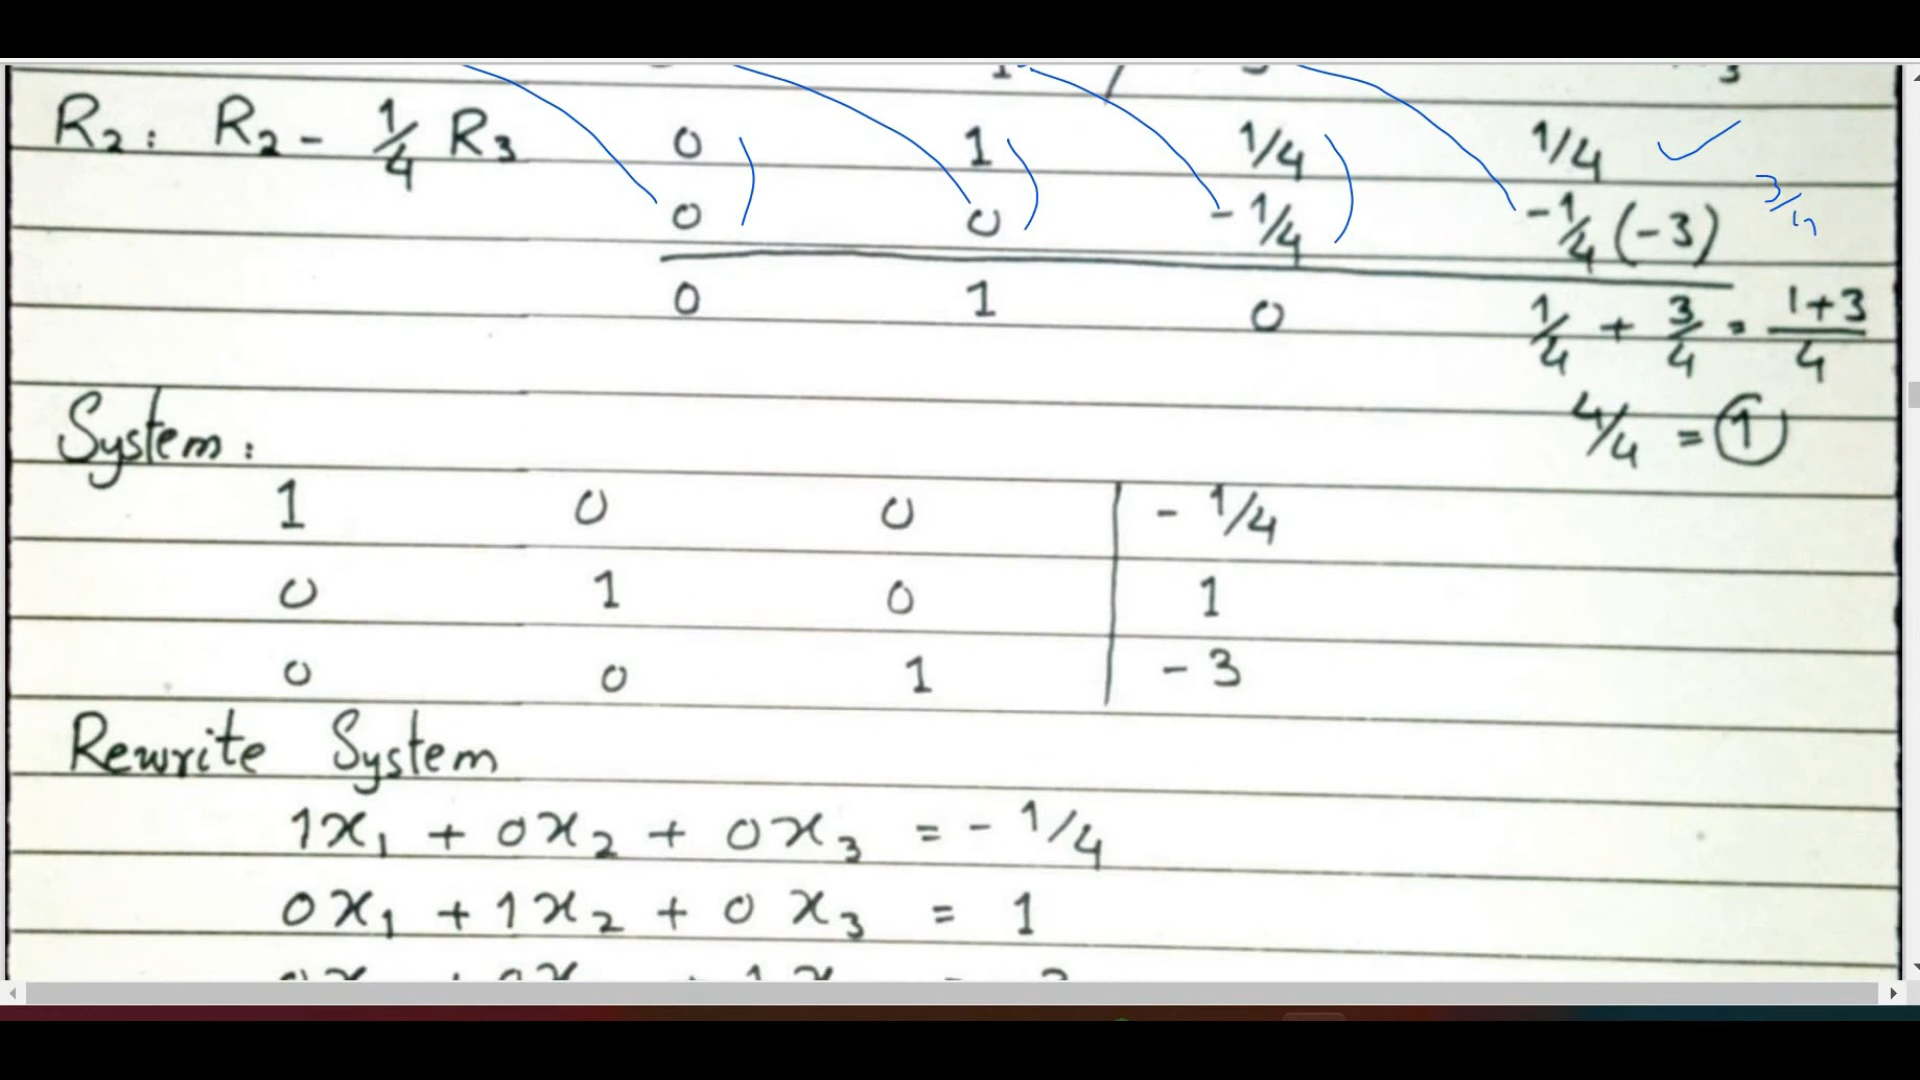 R₂: R₂ - 1/4 R₃ 0 1 1/4 1/4 ✓
0 0 - 1/4 - 1/4 (-3) 3/4
0 1 0 1/4 + 3/4 = (1+3)/4
4/4 = 1
System:
1 0 0 | - 1/4
0 1 0 | 1
0 0 1 | - 3
Rewrite System
1x₁ + 0x₂ + 0x₃ = - 1/4
0x₁ + 1x₂ + 0x₃ = 1